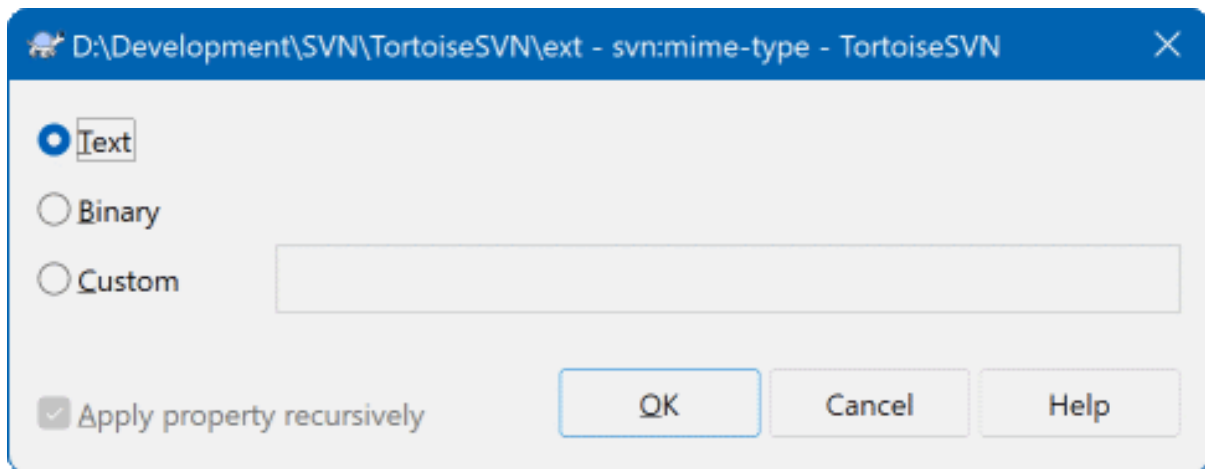 D:\Development\SVN\TortoiseSVN\ext - svn:mime-type - TortoiseSVN
Text
Binary
Custom
Apply property recursively
OK Cancel Help